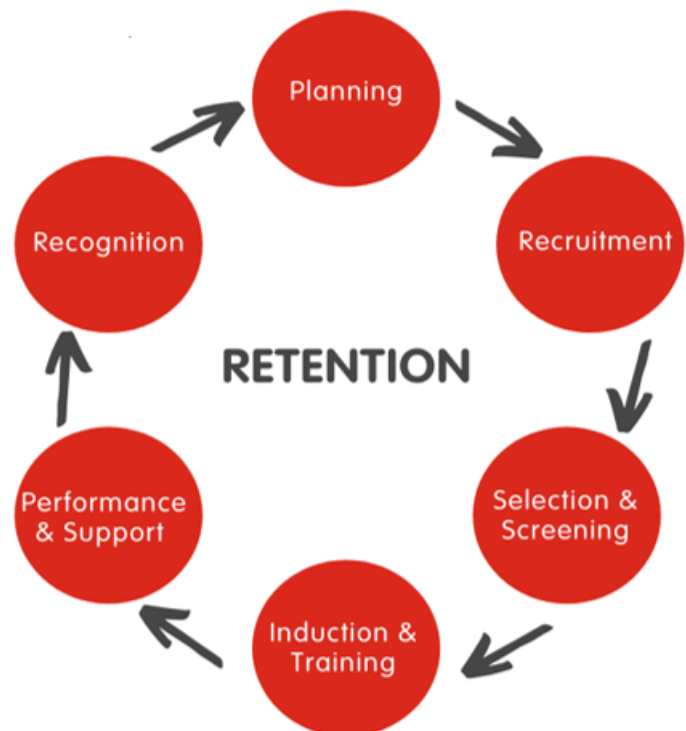 Planning
Recruitment
Selection &
Screening
Induction &
Training
Performance
& Support
Recognition
RETENTION